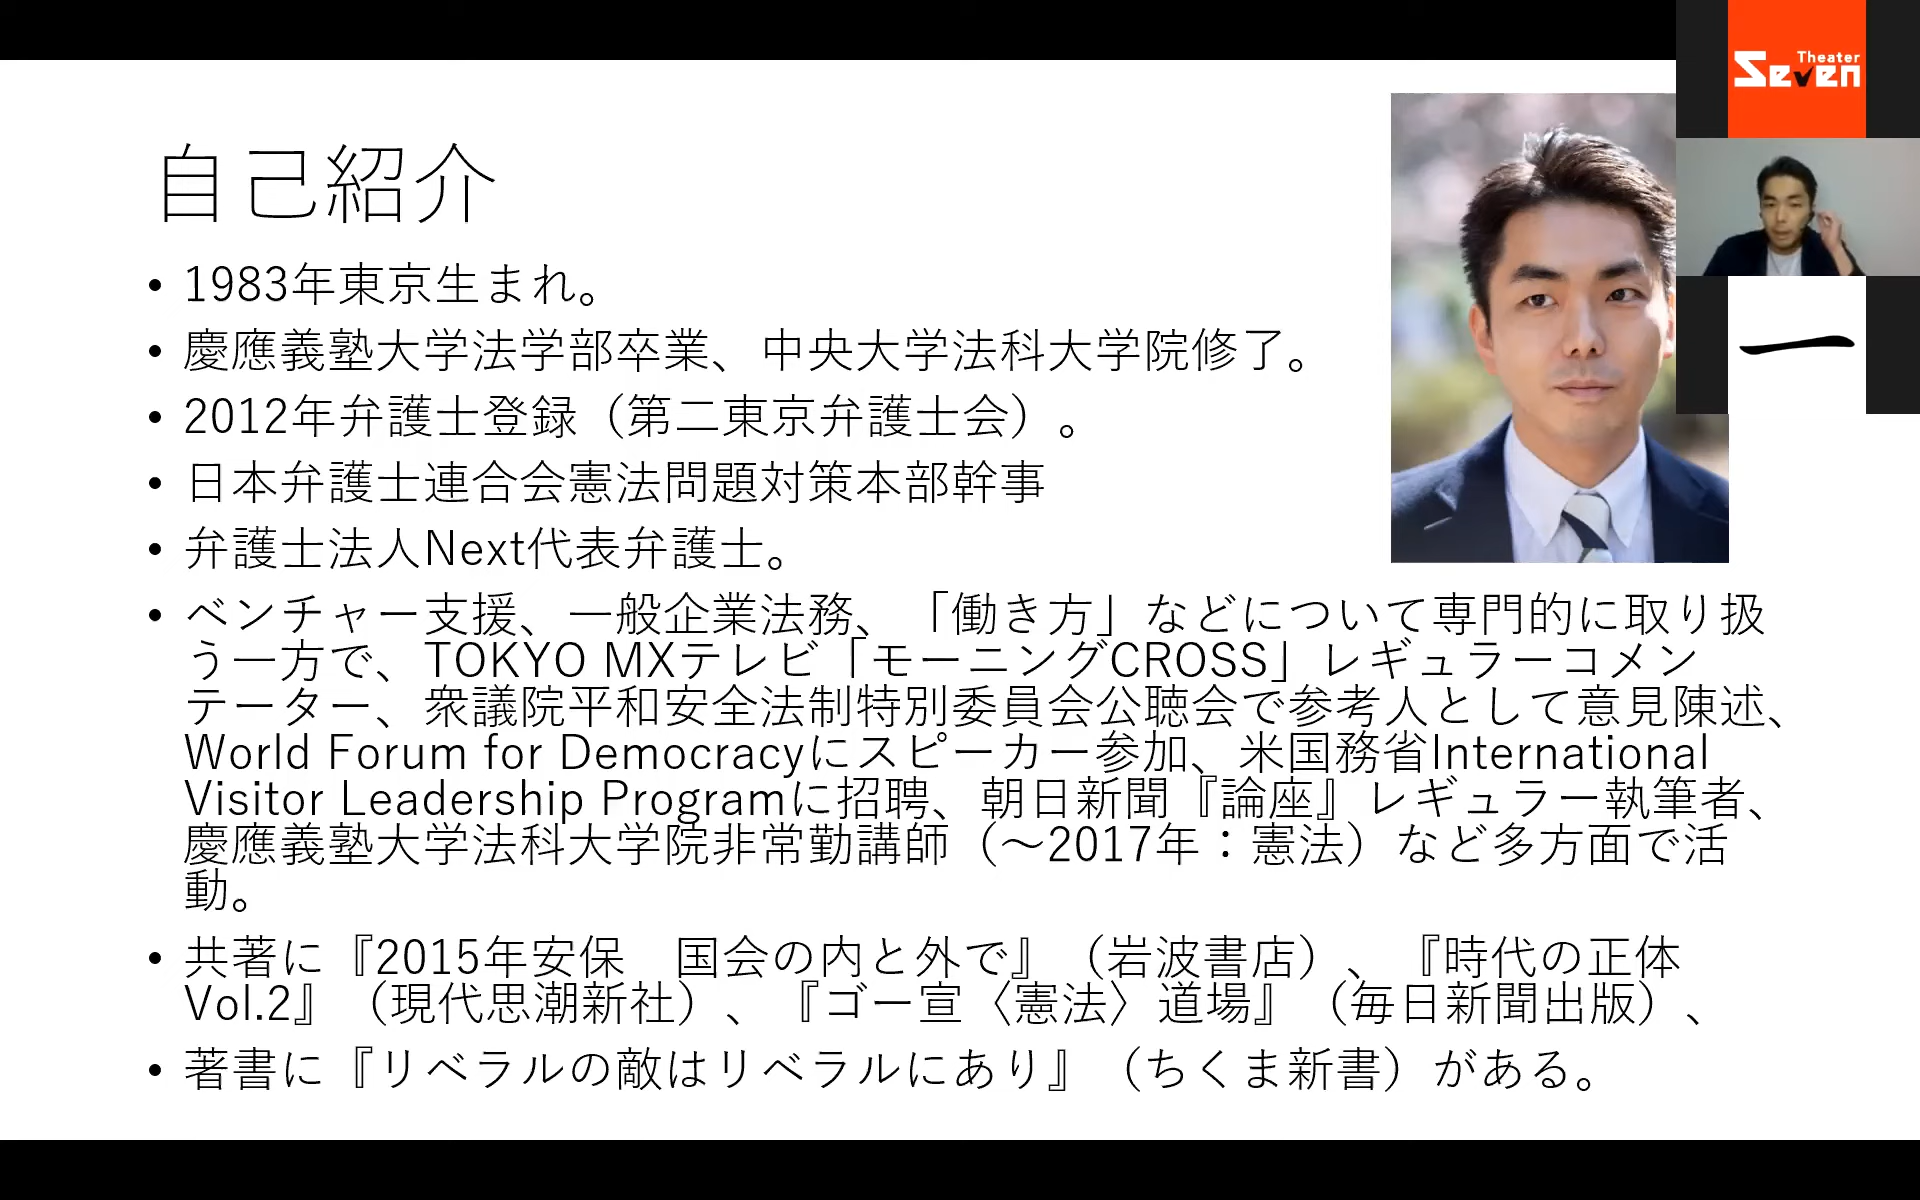 自己紹介
• 1983年東京生まれ。
• 慶應義塾大学法学部卒業、中央大学法科大学院修了。
• 2012年弁護士登録（第二東京弁護士会）。
• 日本弁護士連合会憲法問題対策本部幹事
• 弁護士法人Next代表弁護士。
• ベンチャー支援、一般企業法務、「働き方」などについて専門的に取り扱
う一方で、TOKYO MXテレビ「モーニングCROSS」レギュラーコメン
テーター、衆議院平和安全法制特別委員会公聴会で参考人として意見陳述、
World Forum for Democracyにスピーカー参加、米国務省International
Visitor Leadership Programに招聘、朝日新聞『論座』レギュラー執筆者、
慶應義塾大学法科大学院非常勤講師（～2017年：憲法）など多方面で活
動。
• 共著に『2015年安保　国会の内と外で』（岩波書店）、『時代の正体
Vol.2』（現代思潮新社）、『ゴー宣〈憲法〉道場』（毎日新聞出版）、
• 著書に『リベラルの敵はリベラルにあり』（ちくま新書）がある。
Theater
Seven
一